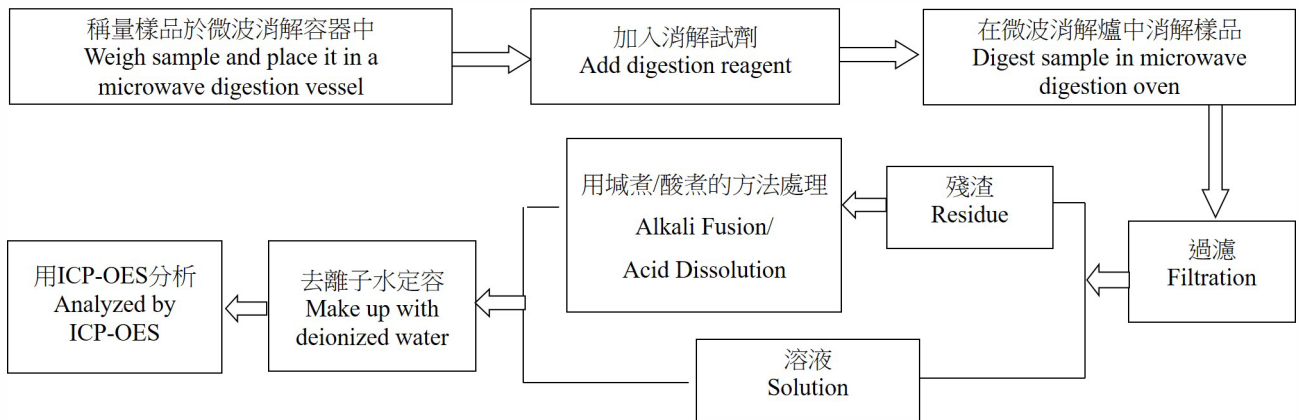 稱量樣品於微波消解容器中
Weigh sample and place it in a
microwave digestion vessel
加入消解試劑
Add digestion reagent
在微波消解爐中消解樣品
Digest sample in microwave
digestion oven
過濾
Filtration
殘渣
Residue
用堿煮/酸煮的方法處理
Alkali Fusion/
Acid Dissolution
溶液
Solution
去離子水定容
Make up with
deionized water
用ICP-OES分析
Analyzed by
ICP-OES